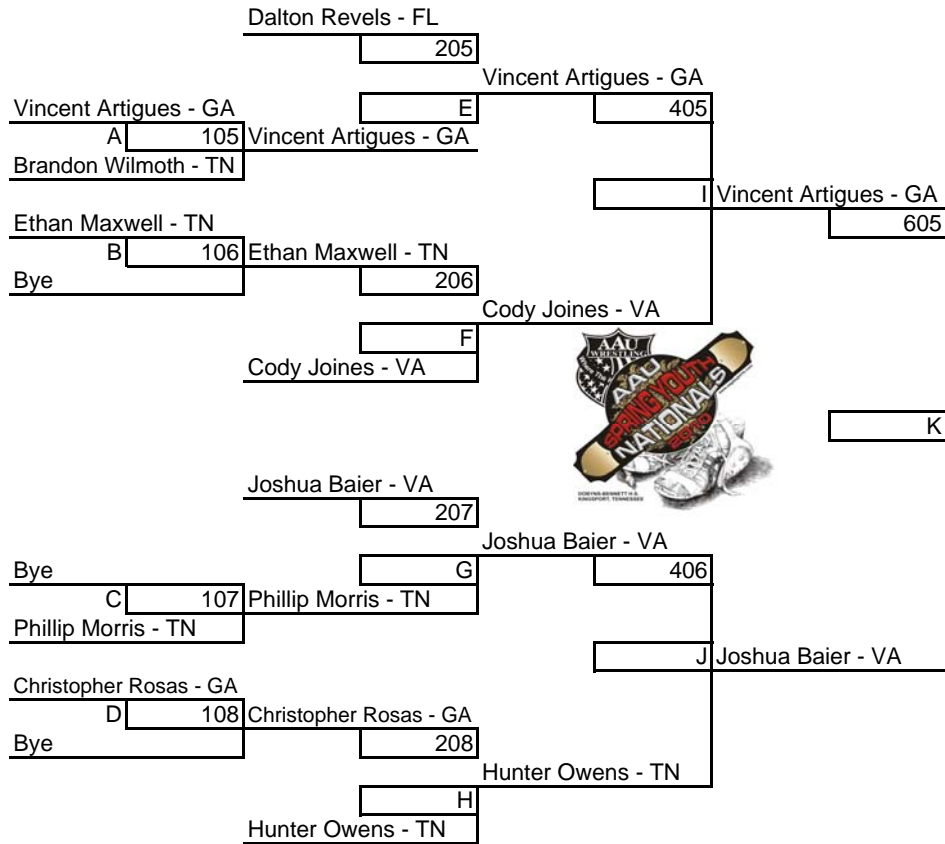 Dalton Revels - FL
205
Vincent Artigues - GA
Vincent Artigues - GA
E
405
A
105
Vincent Artigues - GA
Brandon Wilmoth - TN
I
Vincent Artigues - GA
Ethan Maxwell - TN
605
B
106
Ethan Maxwell - TN
Bye
206
Cody Joines - VA
F
Cody Joines - VA
AAU
WRESTLING
AAU
SPRING YOUTH
NATIONALS
2010
DOBYNS-BENNETT H.S.
KINGSPORT, TENNESSEE
K
Joshua Baier - VA
207
Joshua Baier - VA
Bye
G
406
C
107
Phillip Morris - TN
Phillip Morris - TN
J
Joshua Baier - VA
Christopher Rosas - GA
D
108
Christopher Rosas - GA
Bye
208
Hunter Owens - TN
H
Hunter Owens - TN